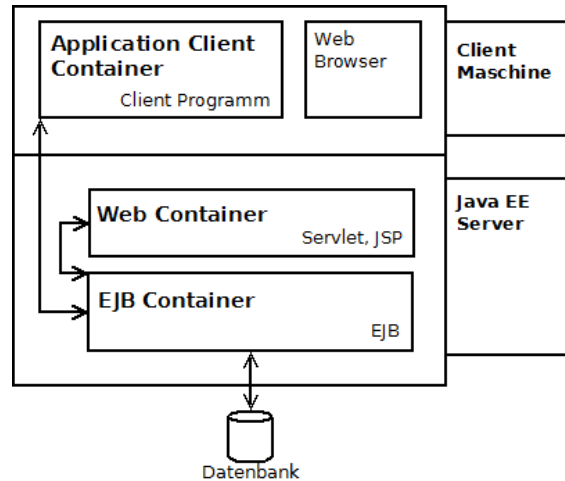 Application Client
Container
Client Programm
Web
Browser
Client
Maschine
Web Container
Servlet, JSP
Java EE
Server
EJB Container
EJB
Datenbank